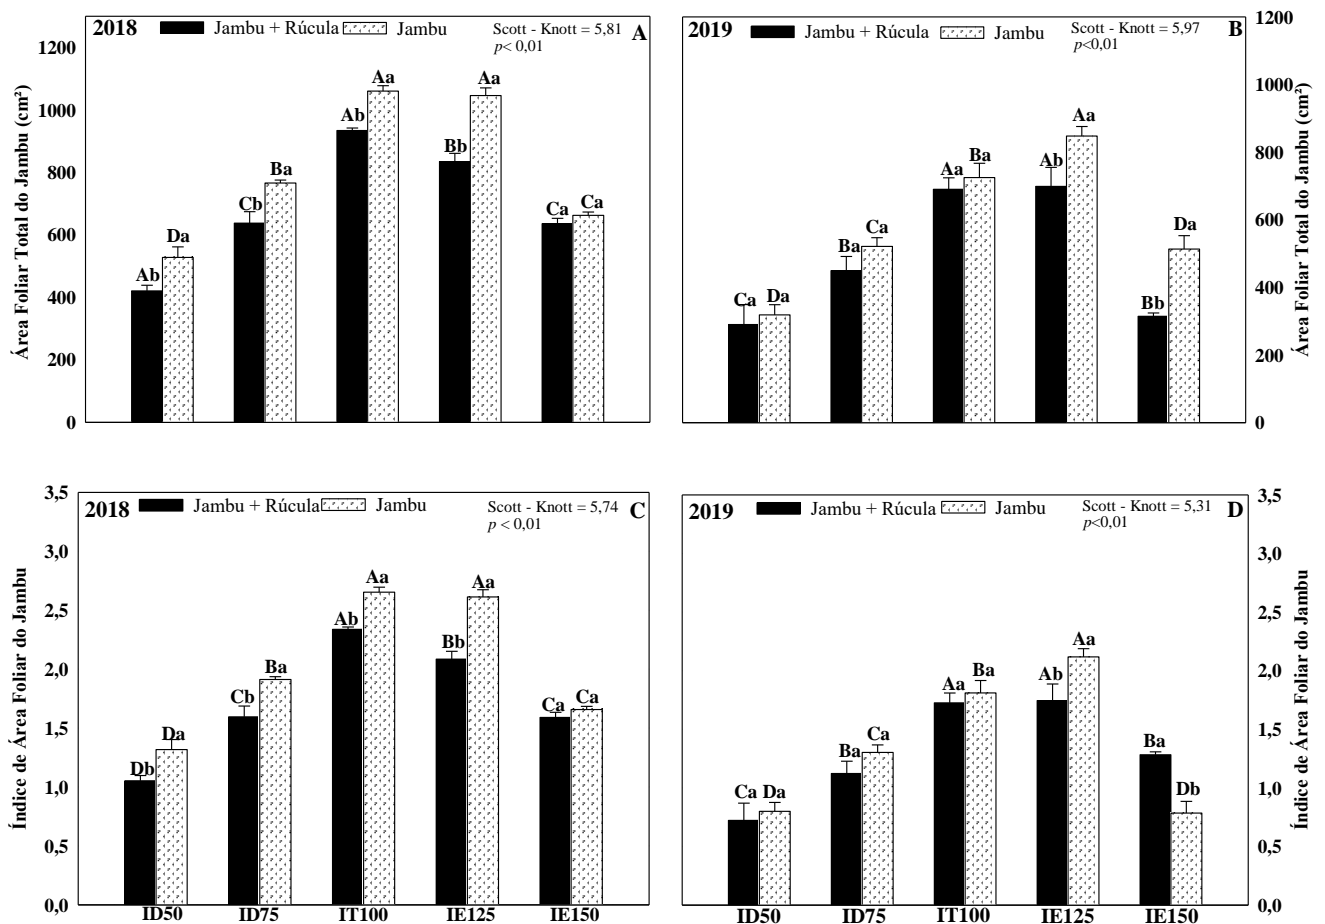 2018 Jambu + Rúcula Jambu Scott - Knott = 5,81 A
p< 0,01
Área Foliar Total do Jambu (cm²)
1200
1000
800
600
400
200
0
Ab Da Cb Ba Ab Aa Bb Aa Ca Ca
2019 Jambu + Rúcula Jambu Scott - Knott = 5,97 B
p<0,01
Ca Da Ba Ca Aa Ba Ab Aa Bb Da
1200
1000
800
600
400
200
0
Área Foliar Total do Jambu (cm²)
2018 Jambu + Rúcula Jambu Scott - Knott = 5,74 C
p < 0,01
Índice de Área Foliar do Jambu
3,5
3,0
2,5
2,0
1,5
1,0
0,5
0,0
Db Da Cb Ba Ab Aa Bb Aa Ca Ca
ID50 ID75 IT100 IE125 IE150
2019 Jambu + Rúcula Jambu Scott - Knott = 5,31 D
p<0,01
Ca Da Ba Ca Aa Ba Ab Aa Ba Db
ID50 ID75 IT100 IE125 IE150
3,5
3,0
2,5
2,0
1,5
1,0
0,5
0,0
Índice de Área Foliar do Jambu